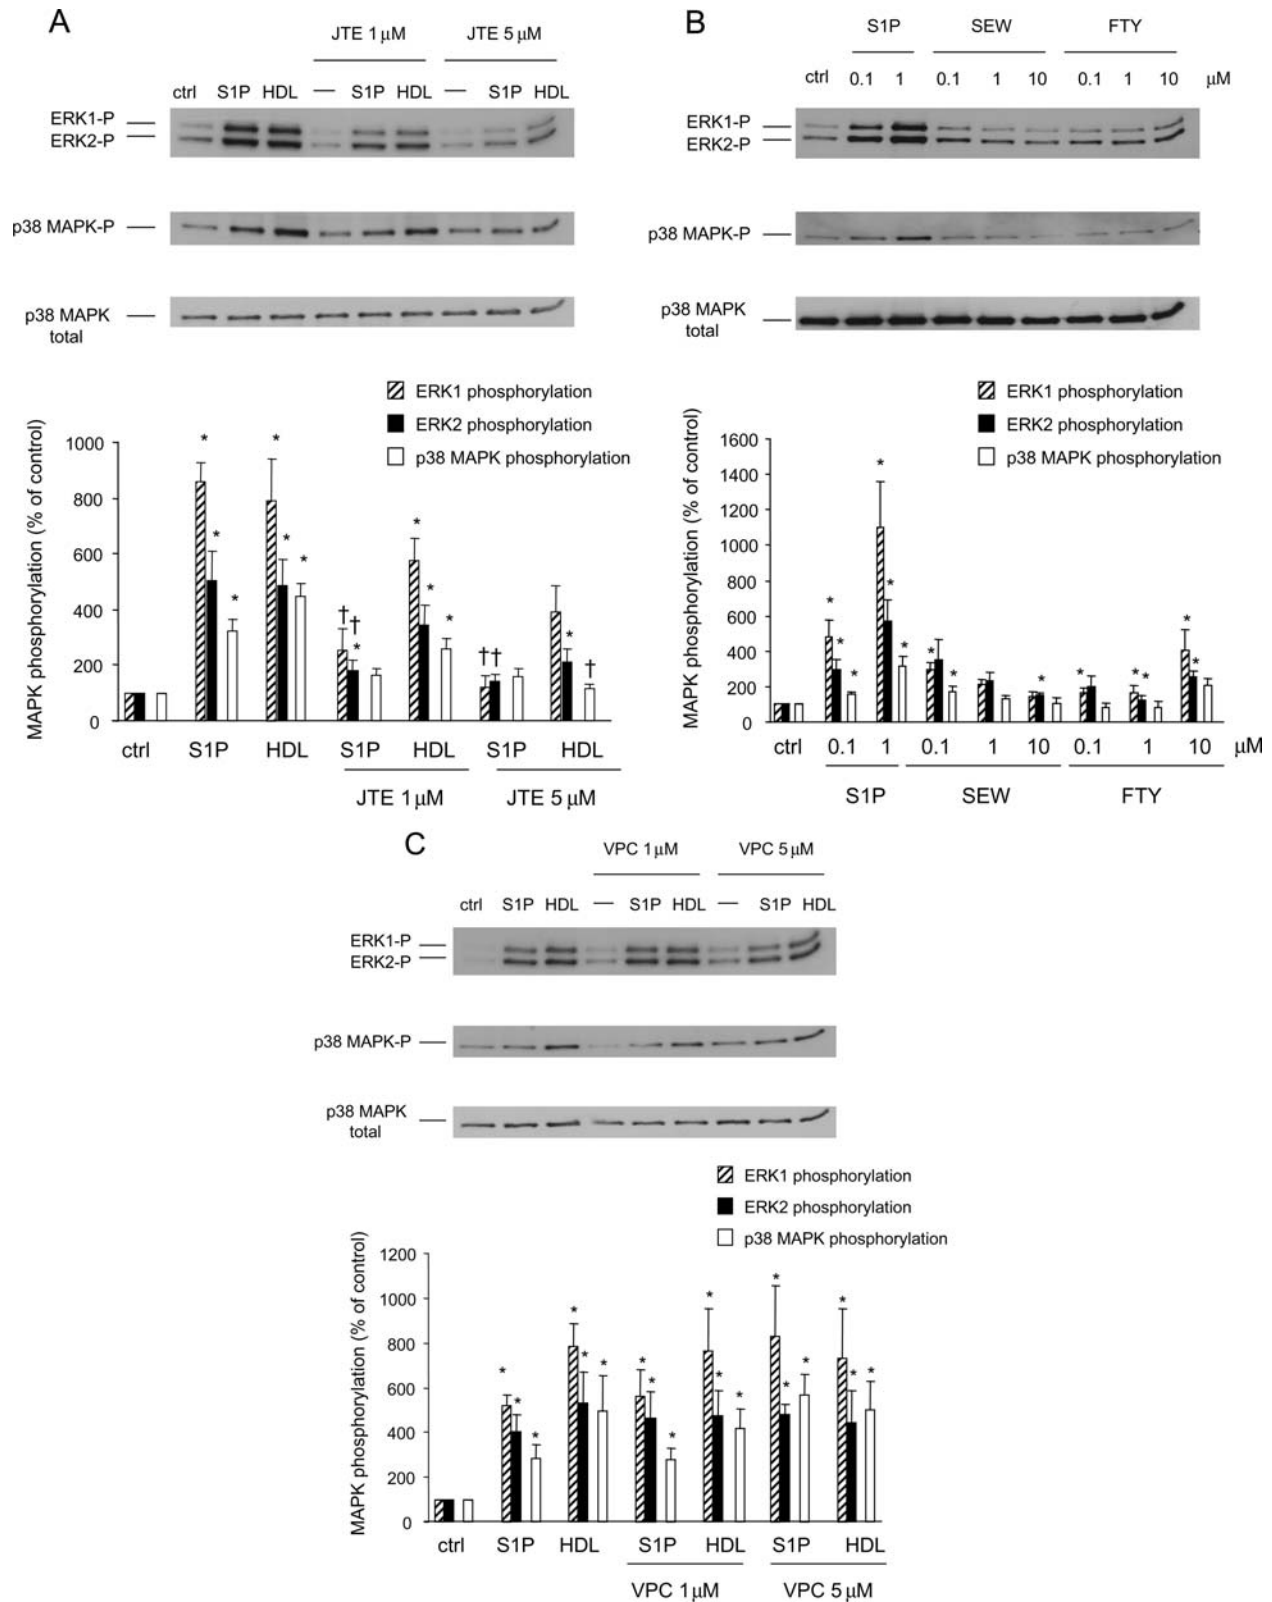 A
JTE 1 μM JTE 5 μM
ctrl S1P HDL — S1P HDL — S1P HDL
ERK1-P
ERK2-P
p38 MAPK-P
p38 MAPK
total
ERK1 phosphorylation
ERK2 phosphorylation
p38 MAPK phosphorylation
MAPK phosphorylation (% of control)
1000
800
600
400
200
0
* * * * * * † † * * * * † † * †
ctrl S1P HDL S1P HDL S1P HDL
JTE 1 μM JTE 5 μM
B
S1P SEW FTY
ctrl 0.1 1 0.1 1 10 0.1 1 10 μM
ERK1-P
ERK2-P
p38 MAPK-P
p38 MAPK
total
ERK1 phosphorylation
ERK2 phosphorylation
p38 MAPK phosphorylation
MAPK phosphorylation (% of control)
1600
1400
1200
1000
800
600
400
200
0
* * * * * * * * * * * * * *
ctrl 0.1 1 0.1 1 10 0.1 1 10 μM
S1P SEW FTY
C
VPC 1 μM VPC 5 μM
ctrl S1P HDL — S1P HDL — S1P HDL
ERK1-P
ERK2-P
p38 MAPK-P
p38 MAPK
total
ERK1 phosphorylation
ERK2 phosphorylation
p38 MAPK phosphorylation
MAPK phosphorylation (% of control)
1200
1000
800
600
400
200
0
* * * * * * * * * * * * * * * * * *
ctrl S1P HDL S1P HDL S1P HDL
VPC 1 μM VPC 5 μM